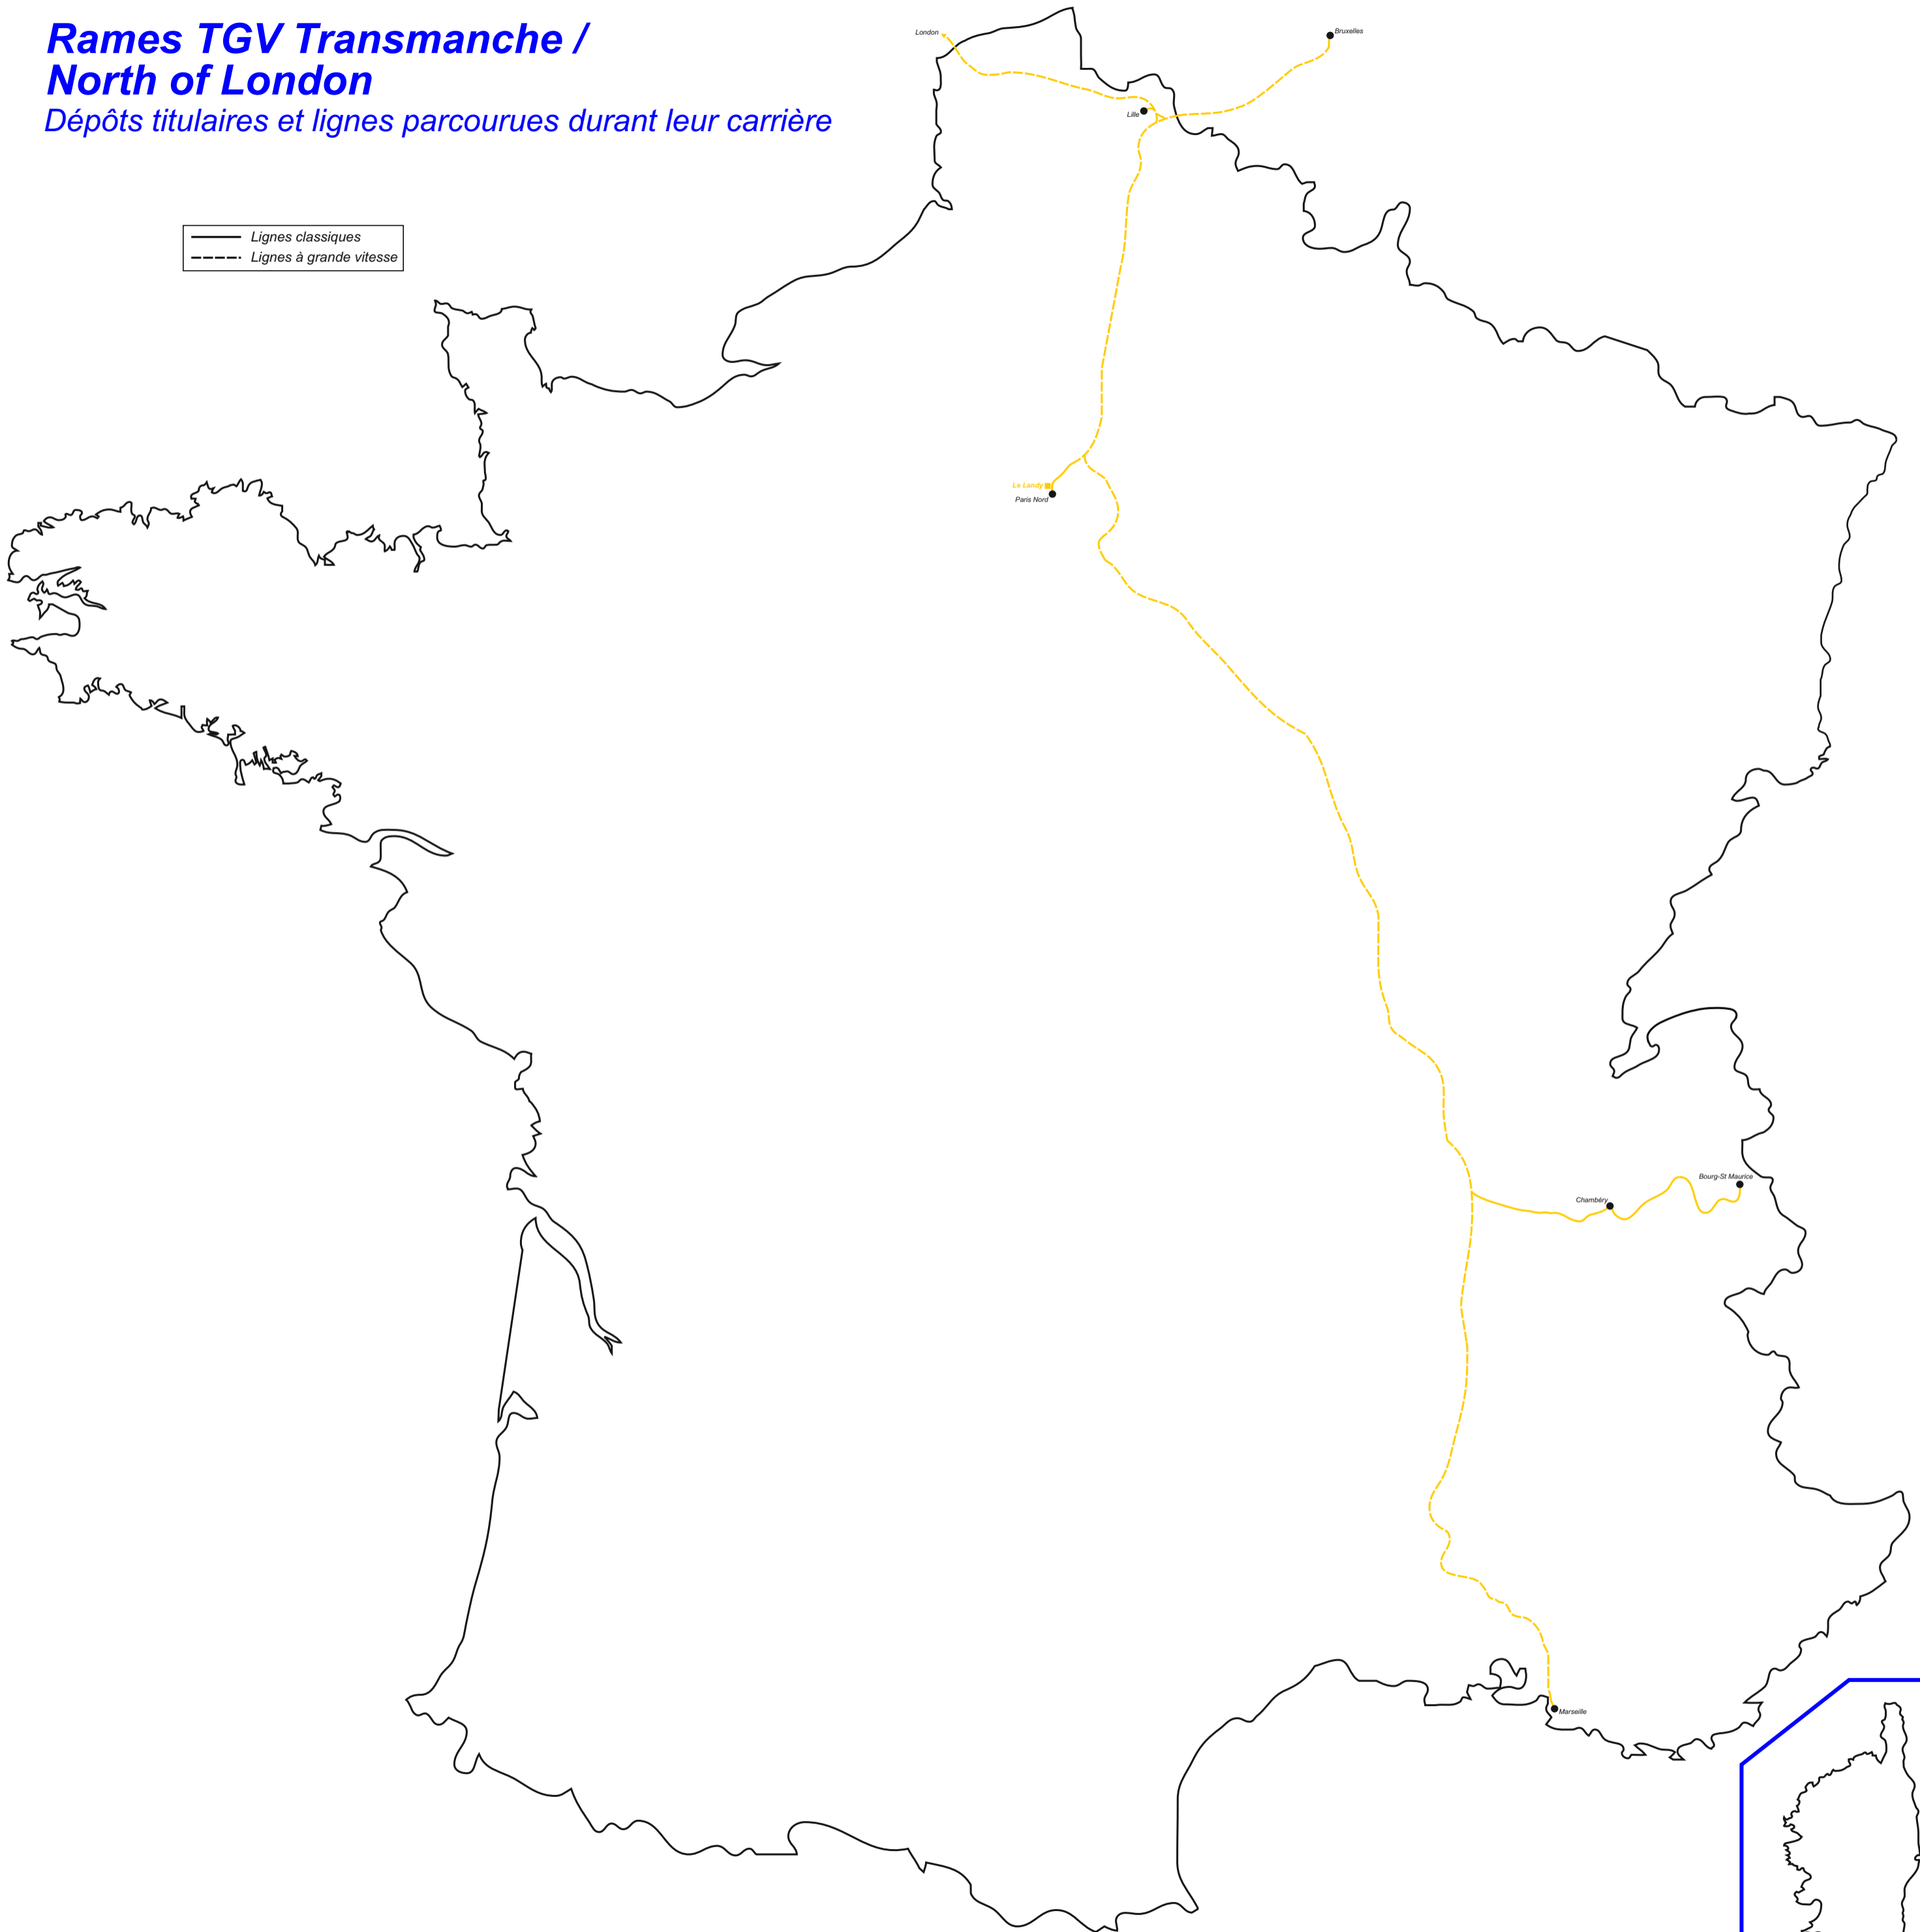 Rames TGV Transmanche /
North of London
Dépôts titulaires et lignes parcourues durant leur carrière
Lignes classiques
Lignes à grande vitesse
London
Bruxelles
Lille
Le Landy
Paris Nord
Bourg-St Maurice
Chambéry
Marseille